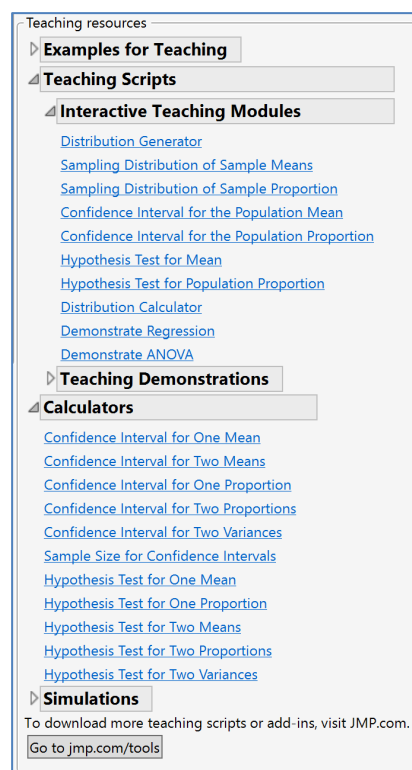 Teaching resources
Examples for Teaching
Teaching Scripts
Interactive Teaching Modules
Distribution Generator
Sampling Distribution of Sample Means
Sampling Distribution of Sample Proportion
Confidence Interval for the Population Mean
Confidence Interval for the Population Proportion
Hypothesis Test for Mean
Hypothesis Test for Population Proportion
Distribution Calculator
Demonstrate Regression
Demonstrate ANOVA
Teaching Demonstrations
Calculators
Confidence Interval for One Mean
Confidence Interval for Two Means
Confidence Interval for One Proportion
Confidence Interval for Two Proportions
Confidence Interval for Two Variances
Sample Size for Confidence Intervals
Hypothesis Test for One Mean
Hypothesis Test for One Proportion
Hypothesis Test for Two Means
Hypothesis Test for Two Proportions
Hypothesis Test for Two Variances
Simulations
To download more teaching scripts or add-ins, visit JMP.com.
Go to jmp.com/tools